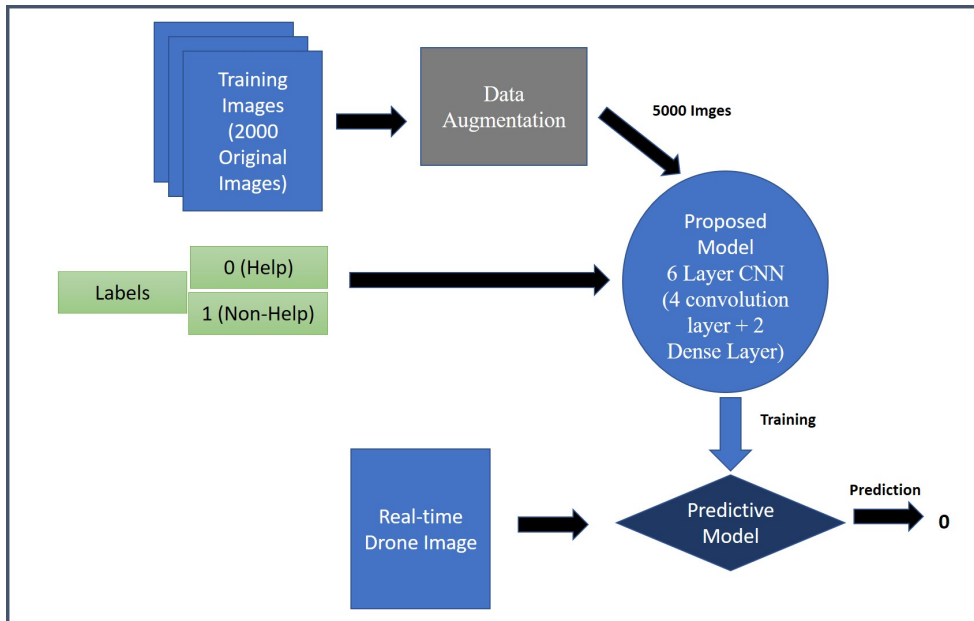 Training
Images
(2000
Original
Images)
Data
Augmentation
5000 Imges
Labels
0 (Help)
1 (Non-Help)
Proposed
Model
6 Layer CNN
(4 convolution
layer + 2
Dense Layer)
Training
Real-time
Drone Image
Predictive
Model
Prediction
0